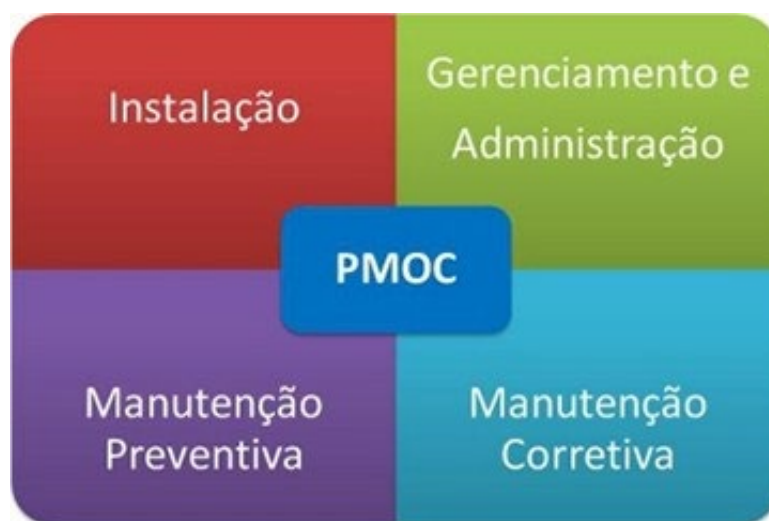 Instalação
Gerenciamento e
Administração
PMOC
Manutenção
Preventiva
Manutenção
Corretiva